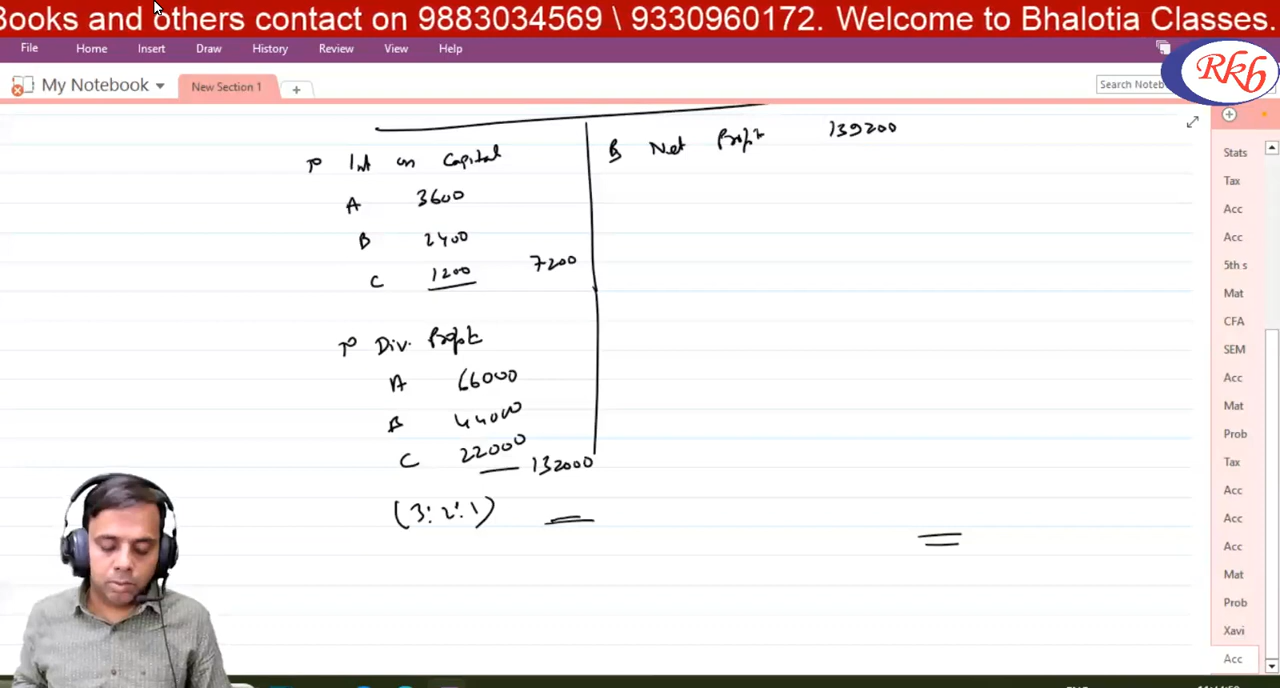 Books and others contact on 9883034569 \ 9330960172. Welcome to Bhalotia Classes.
File Home Insert Draw History Review View Help
Rkb
My Notebook New Section 1 + Search Noteb
To Int on Capital By Net Profit 139200
A 3600
B 2400
C 1200 7200
To Div. Profit
A 66000
B 44000
C 22000 132000
(3:2:1)
Stats
Tax
Acc
Acc
5th s
Mat
CFA
SEM
Acc
Mat
Prob
Tax
Acc
Acc
Acc
Mat
Prob
Xavi
Acc